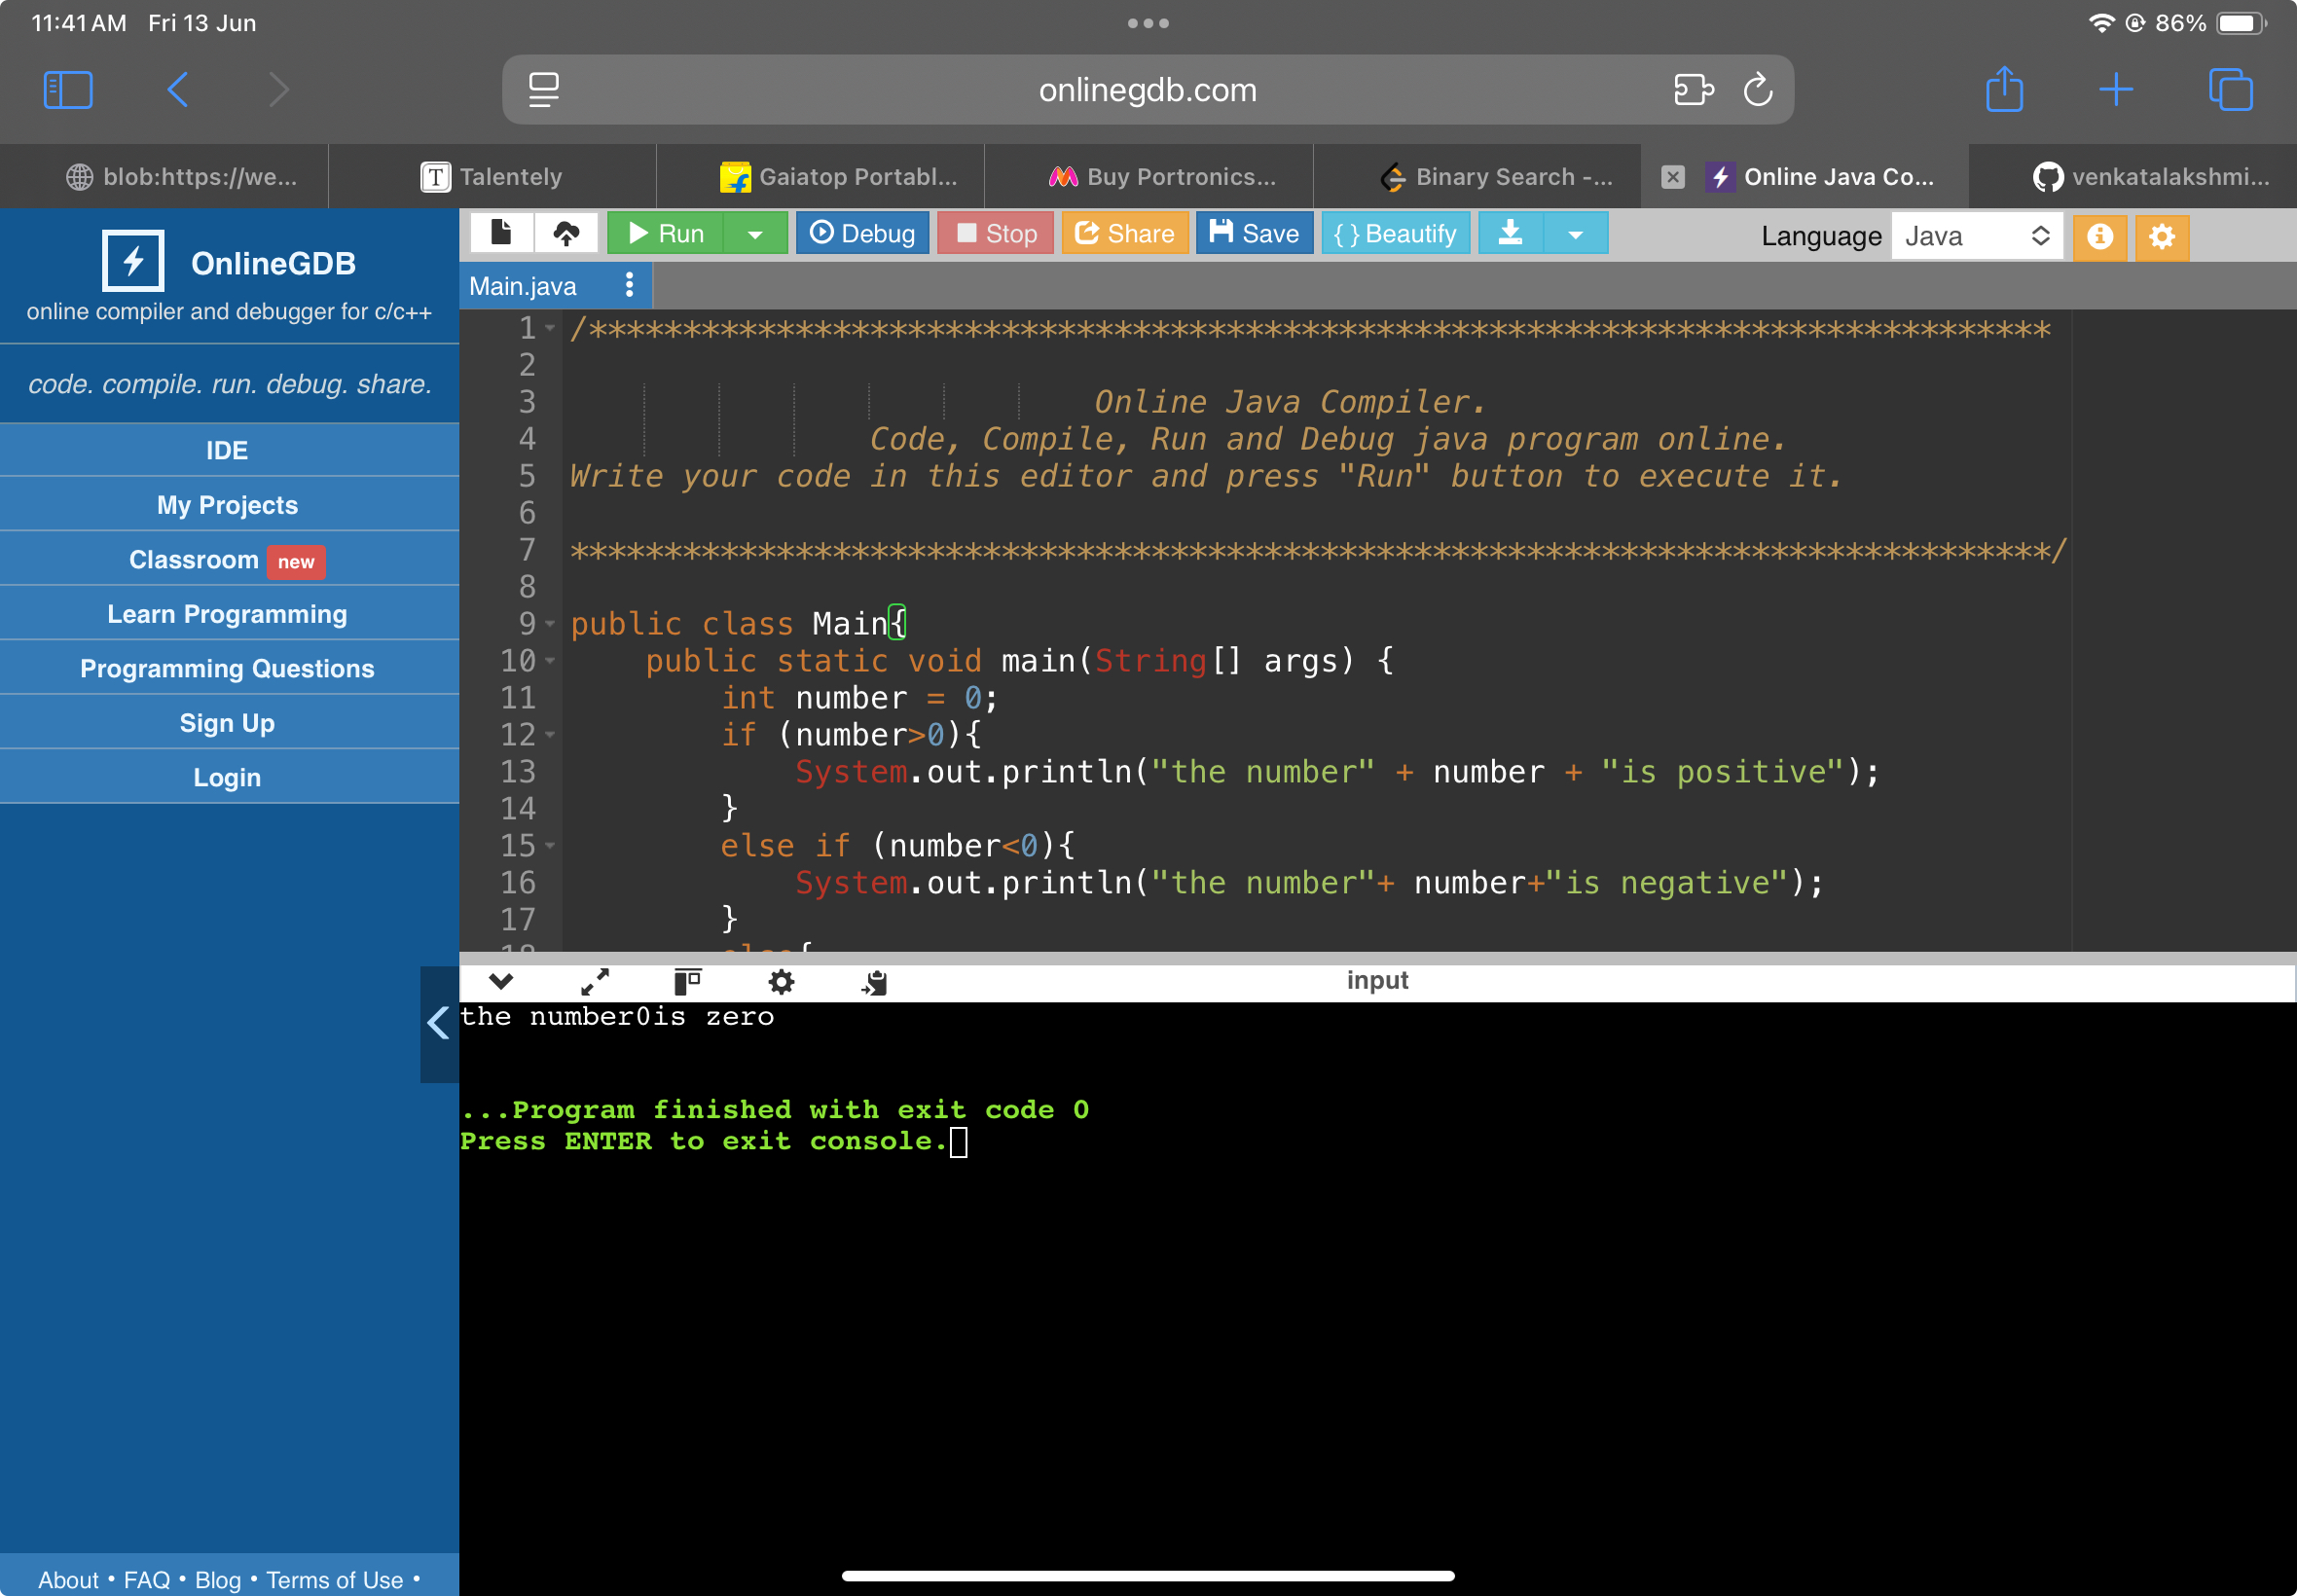 11:41 AM Fri 13 Jun
86%
onlinegdb.com
blob:https://we... Talentely Gaiatop Portabl... Buy Portronics... Binary Search -... Online Java Co... venkatalakshmi...
OnlineGDB
online compiler and debugger for c/c++
code. compile. run. debug. share.
IDE
My Projects
Classroom new
Learn Programming
Programming Questions
Sign Up
Login
About • FAQ • Blog • Terms of Use •
Run Debug Stop Share Save { } Beautify Language Java
Main.java
1 /*******************************************************************************
2
3 Online Java Compiler.
4 Code, Compile, Run and Debug java program online.
5 Write your code in this editor and press "Run" button to execute it.
6
7 *******************************************************************************/
8
9 public class Main{
10 public static void main(String[] args) {
11 int number = 0;
12 if (number>0){
13 System.out.println("the number" + number + "is positive");
14 }
15 else if (number<0){
16 System.out.println("the number"+ number+"is negative");
17 }
18 else{
input
the number0is zero
...Program finished with exit code 0
Press ENTER to exit console.